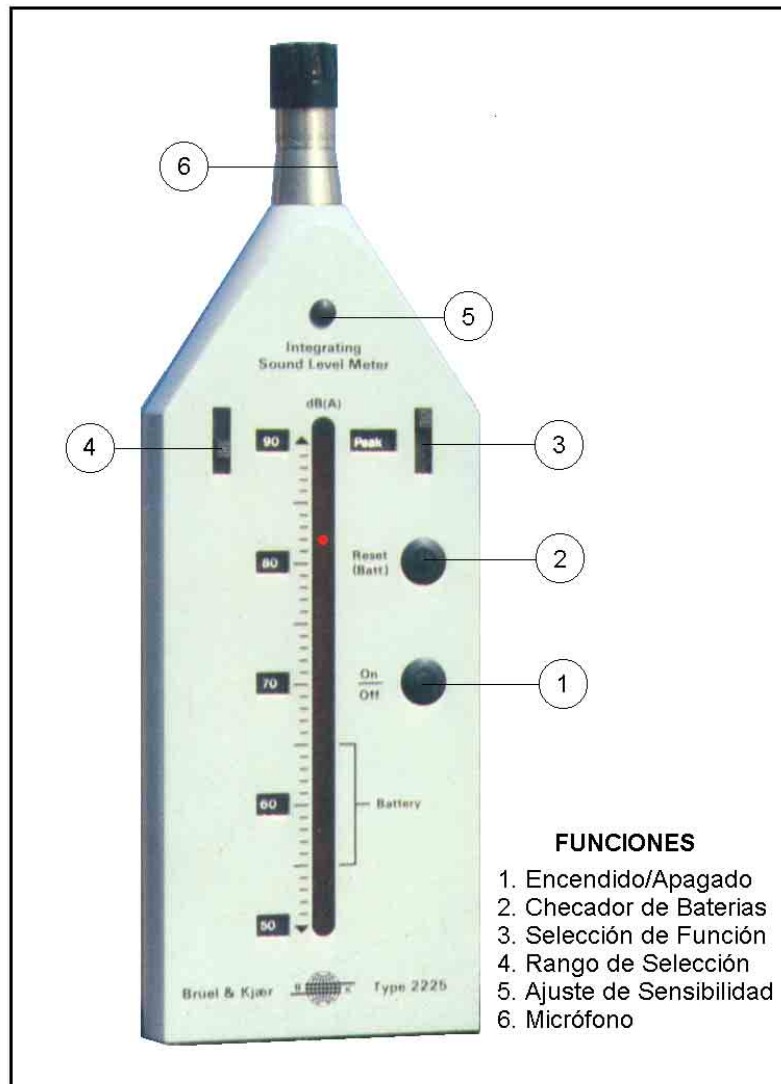 6
5
Integrating
Sound Level Meter
dB(A)
4
90
Peak
3
80
Reset
(Batt.)
2
70
On
Off
1
60
Battery
50
Brüel & Kjær
B K
Type 2225
FUNCIONES
1. Encendido/Apagado
2. Checador de Baterias
3. Selección de Función
4. Rango de Selección
5. Ajuste de Sensibilidad
6. Micrófono